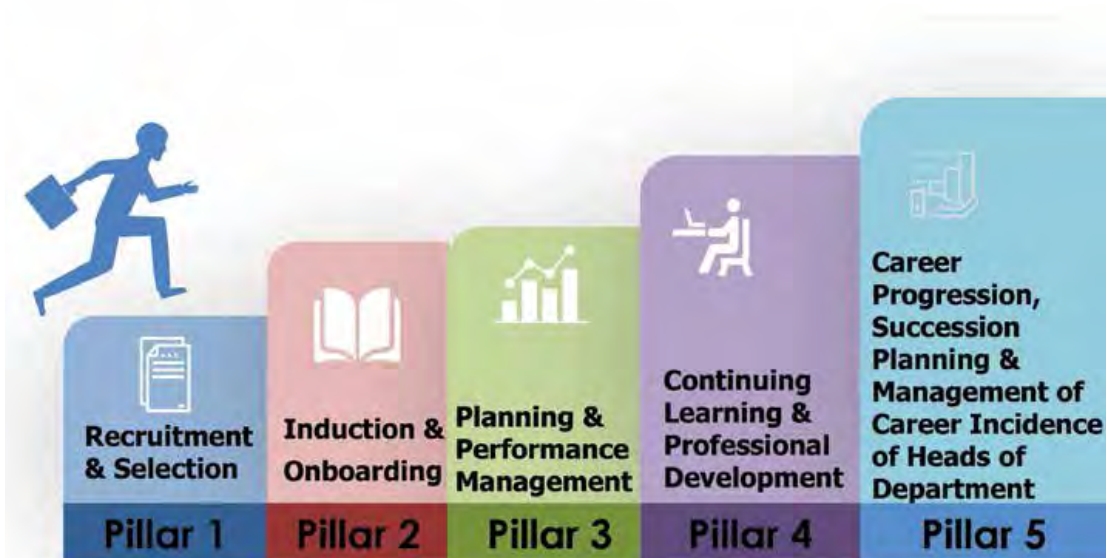 Recruitment
& Selection
Pillar 1
Induction &
Onboarding
Pillar 2
Planning &
Performance
Management
Pillar 3
Continuing
Learning &
Professional
Development
Pillar 4
Career
Progression,
Succession
Planning &
Management of
Career Incidence
of Heads of
Department
Pillar 5